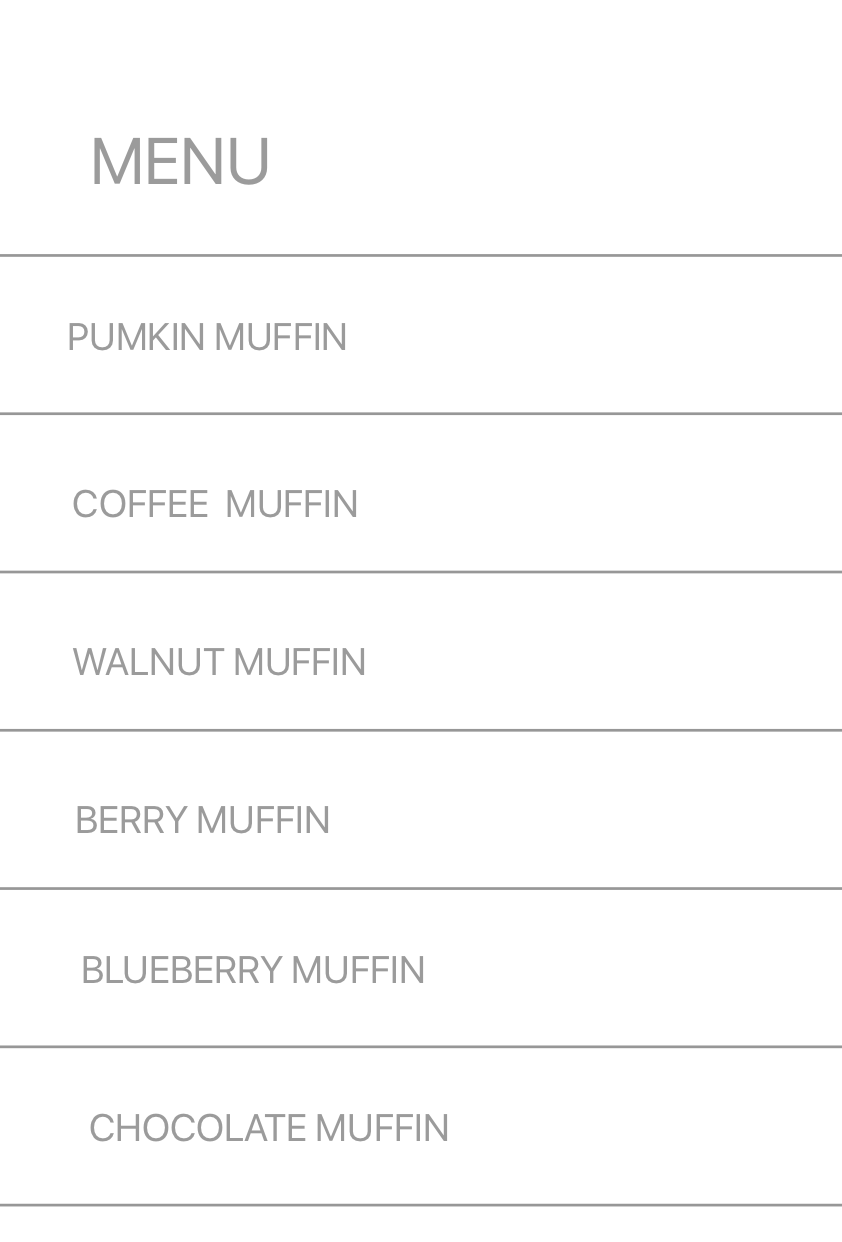 MENU
PUMKIN MUFFIN
COFFEE  MUFFIN
WALNUT MUFFIN
BERRY MUFFIN
BLUEBERRY MUFFIN
CHOCOLATE MUFFIN